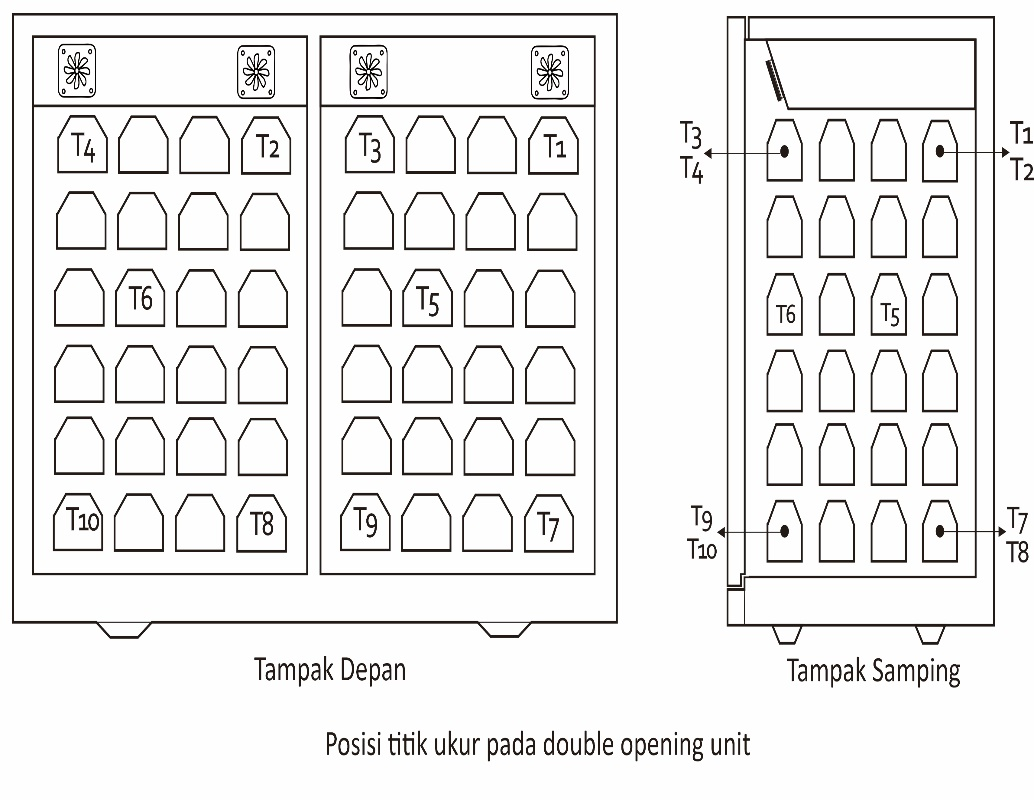 T4 T2 T3 T1
T6 T5
T10 T8 T9 T7
Tampak Depan
T3
T4
T1
T2
T6 T5
T9
T10
T7
T8
Tampak Samping
Posisi titik ukur pada double opening unit